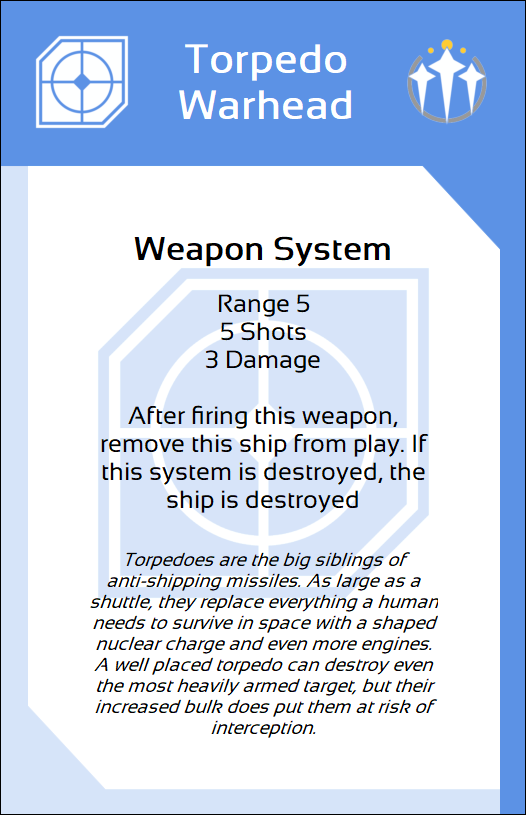 Torpedo
Warhead
Weapon System
Range 5
5 Shots
3 Damage
After firing this weapon,
remove this ship from play. If
this system is destroyed, the
ship is destroyed
Torpedoes are the big siblings of
anti-shipping missiles. As large as a
shuttle, they replace everything a human
needs to survive in space with a shaped
nuclear charge and even more engines.
A well placed torpedo can destroy even
the most heavily armed target, but their
increased bulk does put them at risk of
interception.